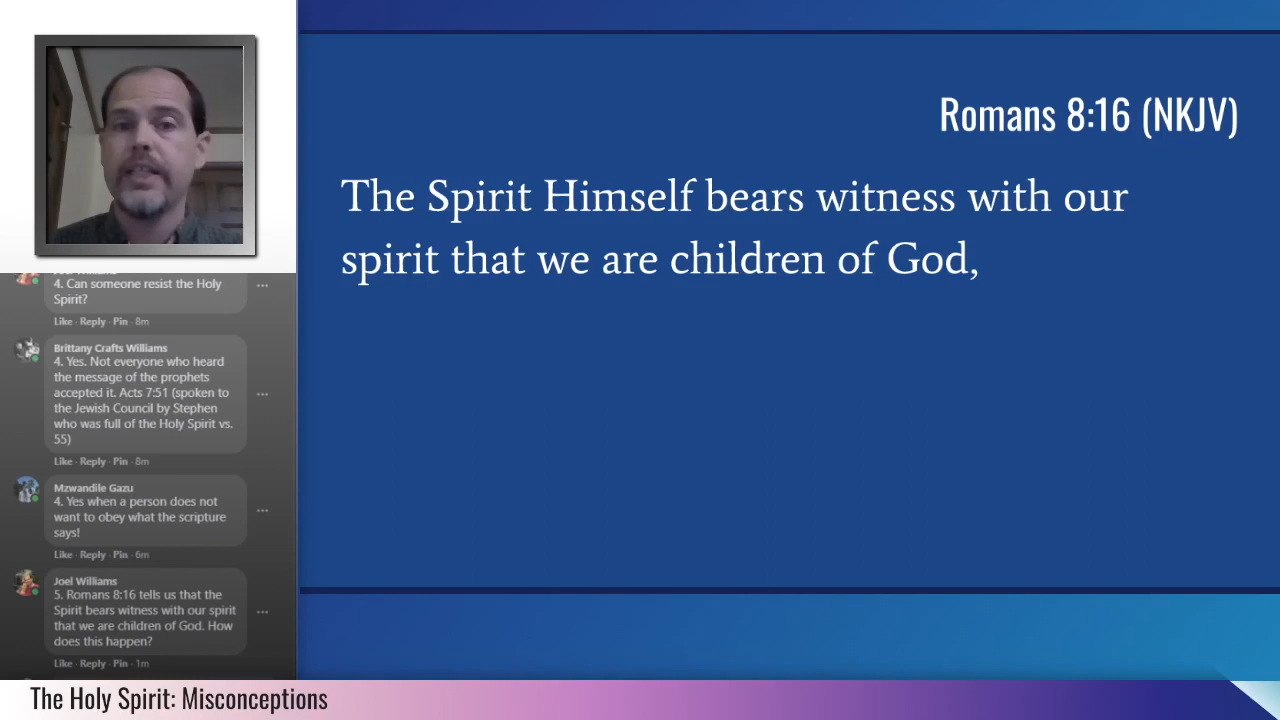 Romans 8:16 (NKJV)
The Spirit Himself bears witness with our
spirit that we are children of God,
4. Can someone resist the Holy
Spirit?
Like · Reply · Pin · 8m
Brittany Crafts Williams
4. Yes. Not everyone who heard
the message of the prophets
accepted it. Acts 7:51 (spoken to
the Jewish Council by Stephen
who was full of the Holy Spirit vs.
55)
Like · Reply · Pin · 8m
Mzwandile Gazu
4. Yes when a person does not
want to obey what the scripture
says!
Like · Reply · Pin · 6m
Joel Williams
5. Romans 8:16 tells us that the
Spirit bears witness with our spirit
that we are children of God. How
does this happen?
Like · Reply · Pin · 1m
The Holy Spirit: Misconceptions